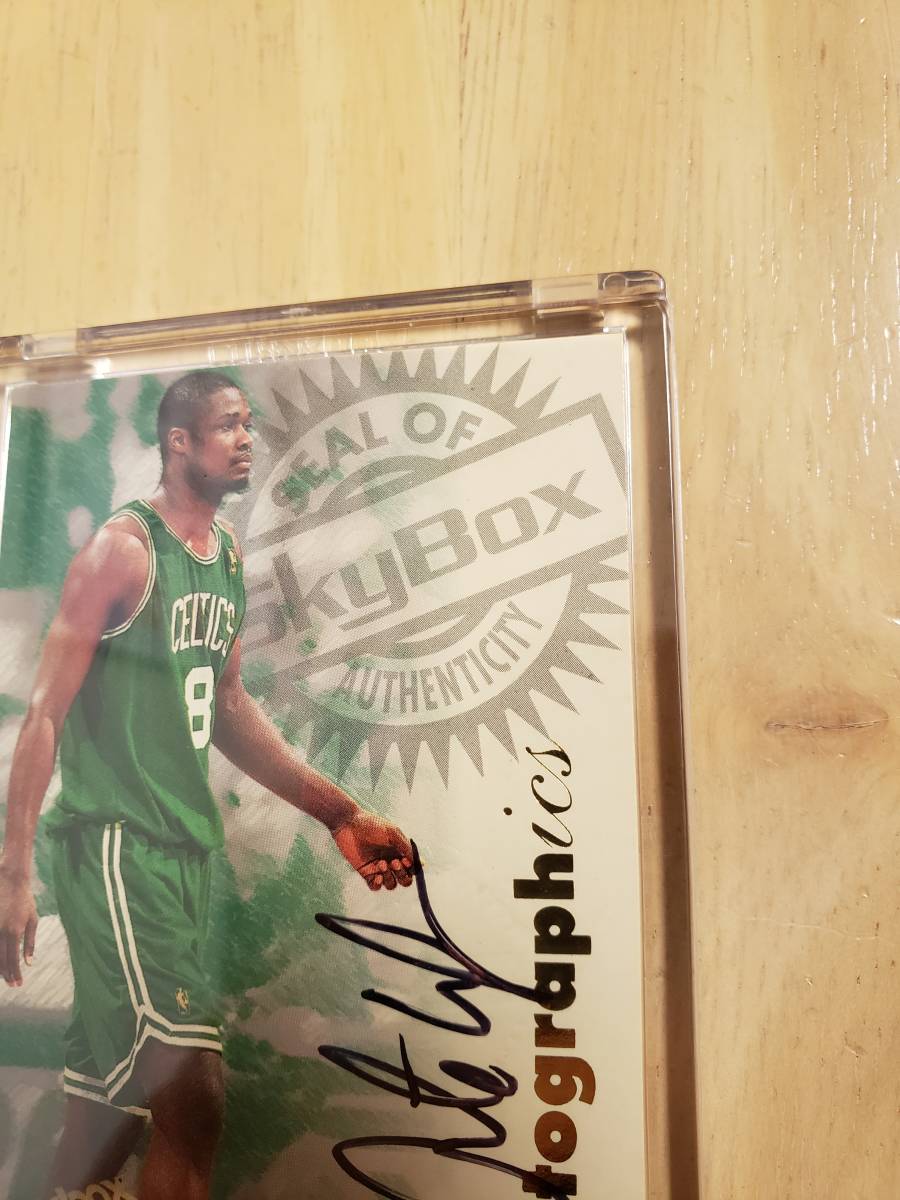 SEAL OF
SkyBox
AUTHENTICITY
CELTICS
8
tographics